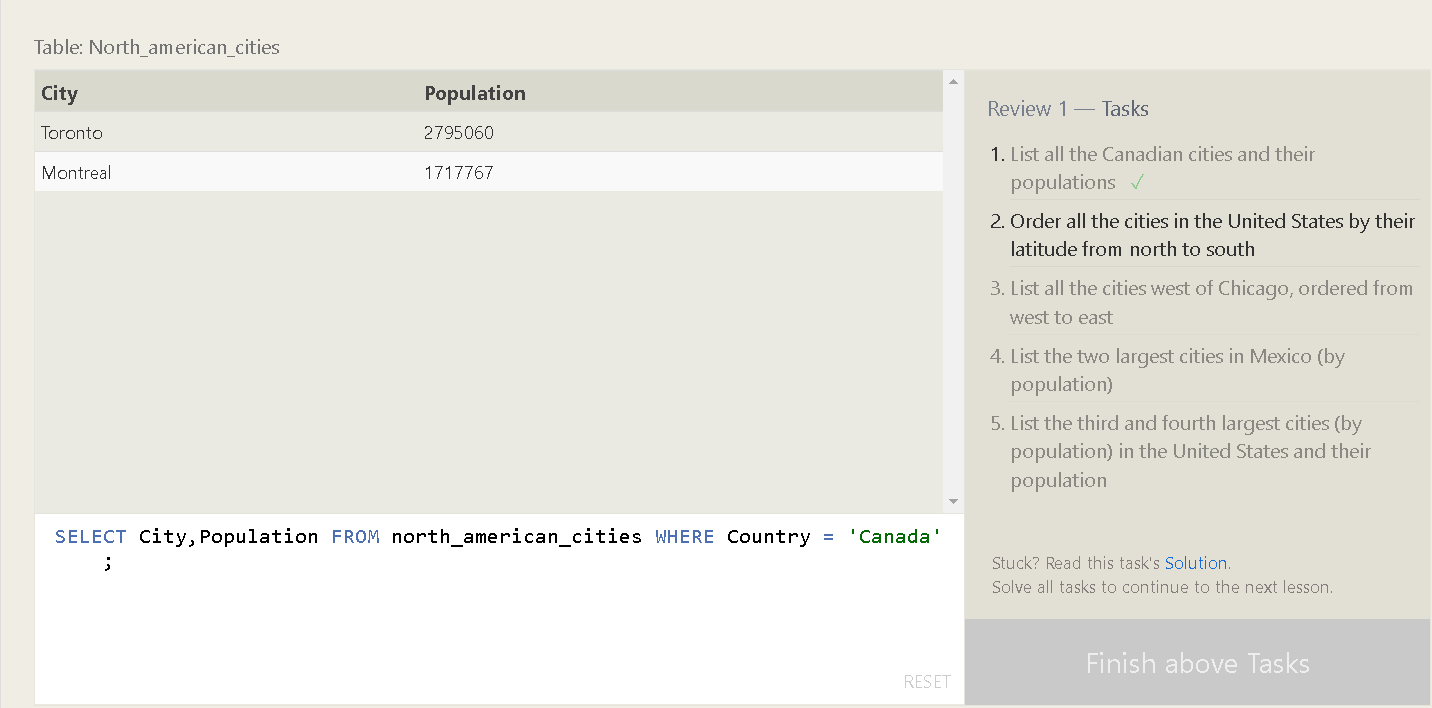 Table: North_american_cities
City Population
Toronto 2795060
Montreal 1717767
SELECT City,Population FROM north_american_cities WHERE Country = 'Canada'
;
RESET
Review 1 — Tasks
1. List all the Canadian cities and their
populations ✓
2. Order all the cities in the United States by their
latitude from north to south
3. List all the cities west of Chicago, ordered from
west to east
4. List the two largest cities in Mexico (by
population)
5. List the third and fourth largest cities (by
population) in the United States and their
population
Stuck? Read this task's Solution.
Solve all tasks to continue to the next lesson.
Finish above Tasks